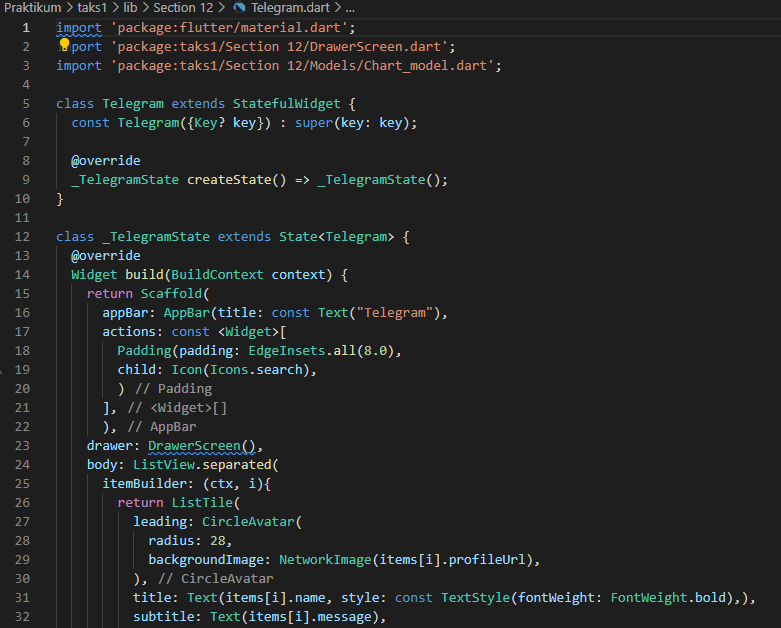 Praktikum > taks1 > lib > Section 12 > Telegram.dart > ...
1 import 'package:flutter/material.dart';
2 port 'package:taks1/Section 12/DrawerScreen.dart';
3 import 'package:taks1/Section 12/Models/Chart_model.dart';
4
5 class Telegram extends StatefulWidget {
6 const Telegram({Key? key}) : super(key: key);
7
8 @override
9 _TelegramState createState() => _TelegramState();
10 }
11
12 class _TelegramState extends State<Telegram> {
13 @override
14 Widget build(BuildContext context) {
15 return Scaffold(
16 appBar: AppBar(title: const Text("Telegram"),
17 actions: const <Widget>[
18 Padding(padding: EdgeInsets.all(8.0),
19 child: Icon(Icons.search),
20 ) // Padding
21 ], // <Widget>[]
22 ), // AppBar
23 drawer: DrawerScreen(),
24 body: ListView.separated(
25 itemBuilder: (ctx, i){
26 return ListTile(
27 leading: CircleAvatar(
28 radius: 28,
29 backgroundImage: NetworkImage(items[i].profileUrl),
30 ), // CircleAvatar
31 title: Text(items[i].name, style: const TextStyle(fontWeight: FontWeight.bold),),
32 subtitle: Text(items[i].message),